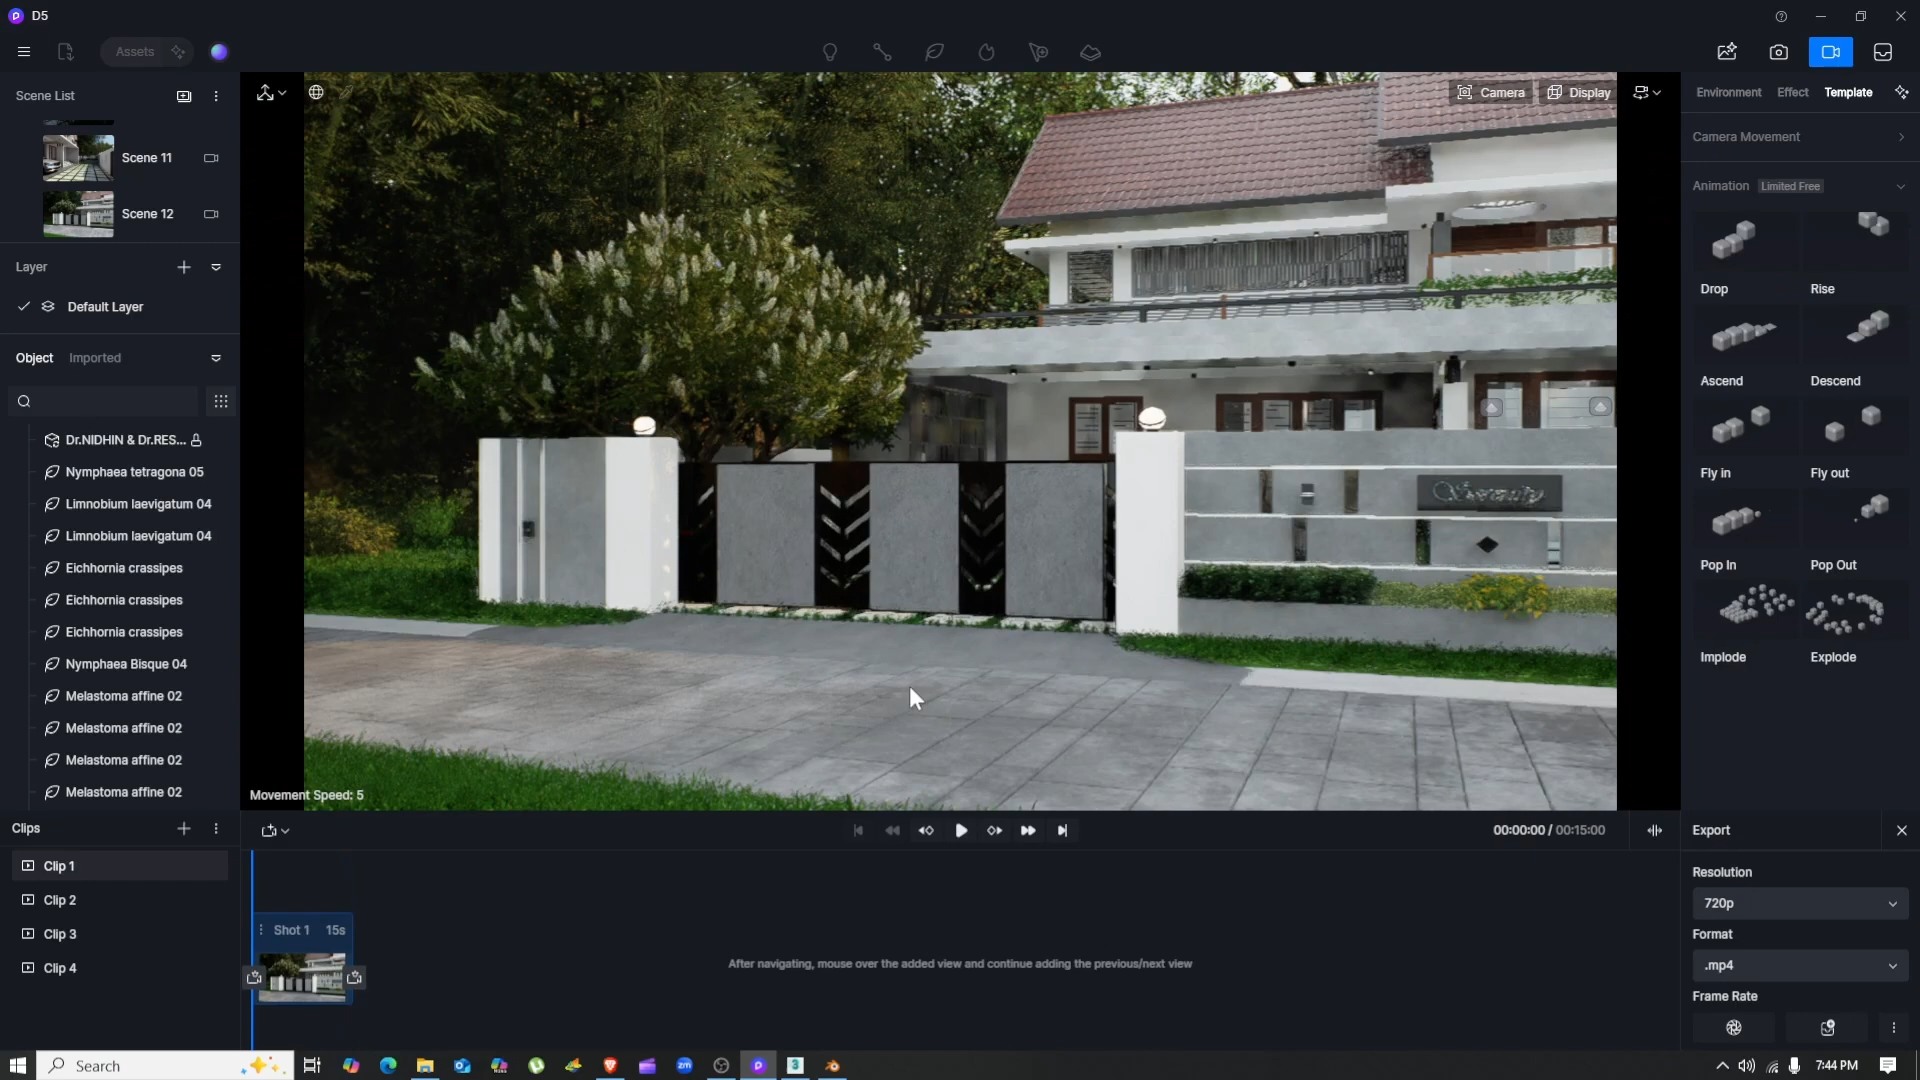 D5
Assets
Scene List
Scene 11
Scene 12
Layer
Default Layer
Object Imported
Dr.NIDHIN & Dr.RES...
Nymphaea tetragona 05
Limnobium laevigatum 04
Limnobium laevigatum 04
Eichhornia crassipes
Eichhornia crassipes
Eichhornia crassipes
Nymphaea Bisque 04
Melastoma affine 02
Melastoma affine 02
Melastoma affine 02
Melastoma affine 02
Camera
Display
Serenity
Movement Speed: 5
Environment Effect Template
Camera Movement
Animation Limited Free
Drop Rise
Ascend Descend
Fly in Fly out
Pop In Pop Out
Implode Explode
Clips
Clip 1
Clip 2
Clip 3
Clip 4
00:00:00 / 00:15:00
Shot 1 15s
After navigating, mouse over the added view and continue adding the previous/next view
Export
Resolution
720p
Format
.mp4
Frame Rate
Search
zm
3
7:44 PM